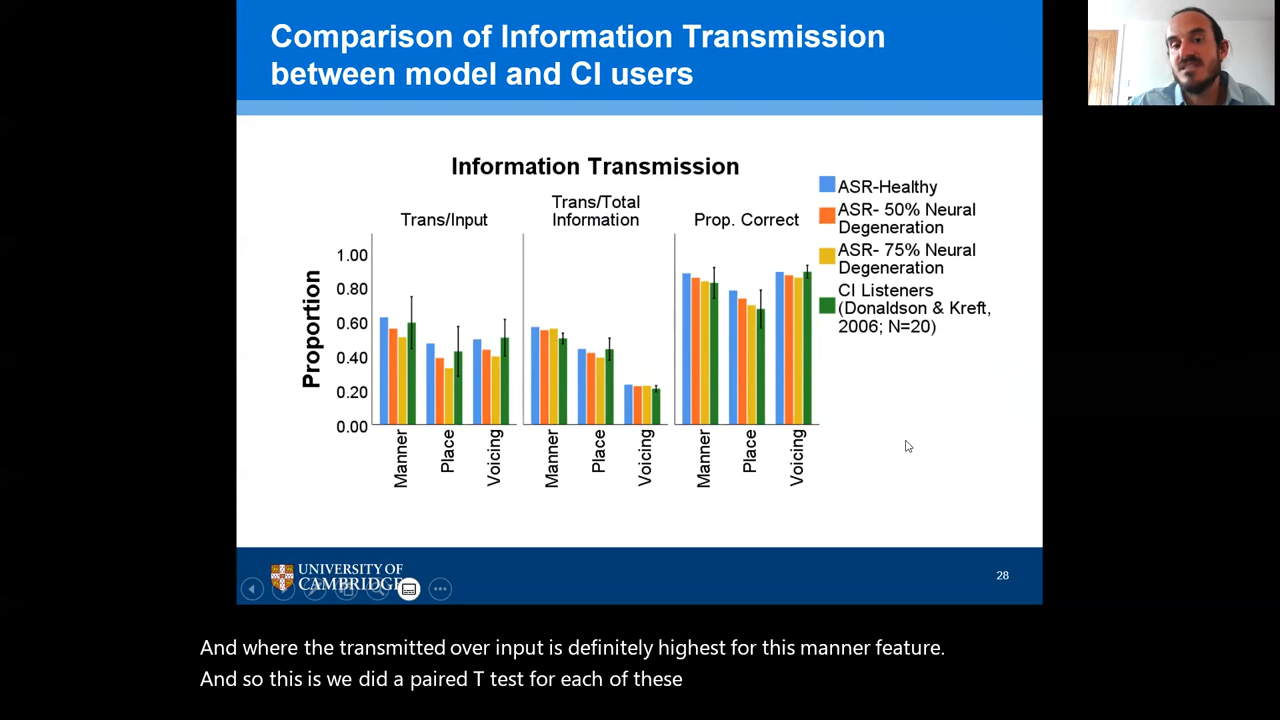 Comparison of Information Transmission
between model and CI users
Information Transmission
Trans/Input
Trans/Total
Information
Prop. Correct
ASR-Healthy
ASR- 50% Neural
Degeneration
ASR- 75% Neural
Degeneration
CI Listeners
(Donaldson & Kreft,
2006; N=20)
Proportion
1.00
0.80
0.60
0.40
0.20
0.00
Manner
Place
Voicing
Manner
Place
Voicing
Manner
Place
Voicing
UNIVERSITY OF
CAMBRIDGE
28
And where the transmitted over input is definitely highest for this manner feature.
And so this is we did a paired T test for each of these